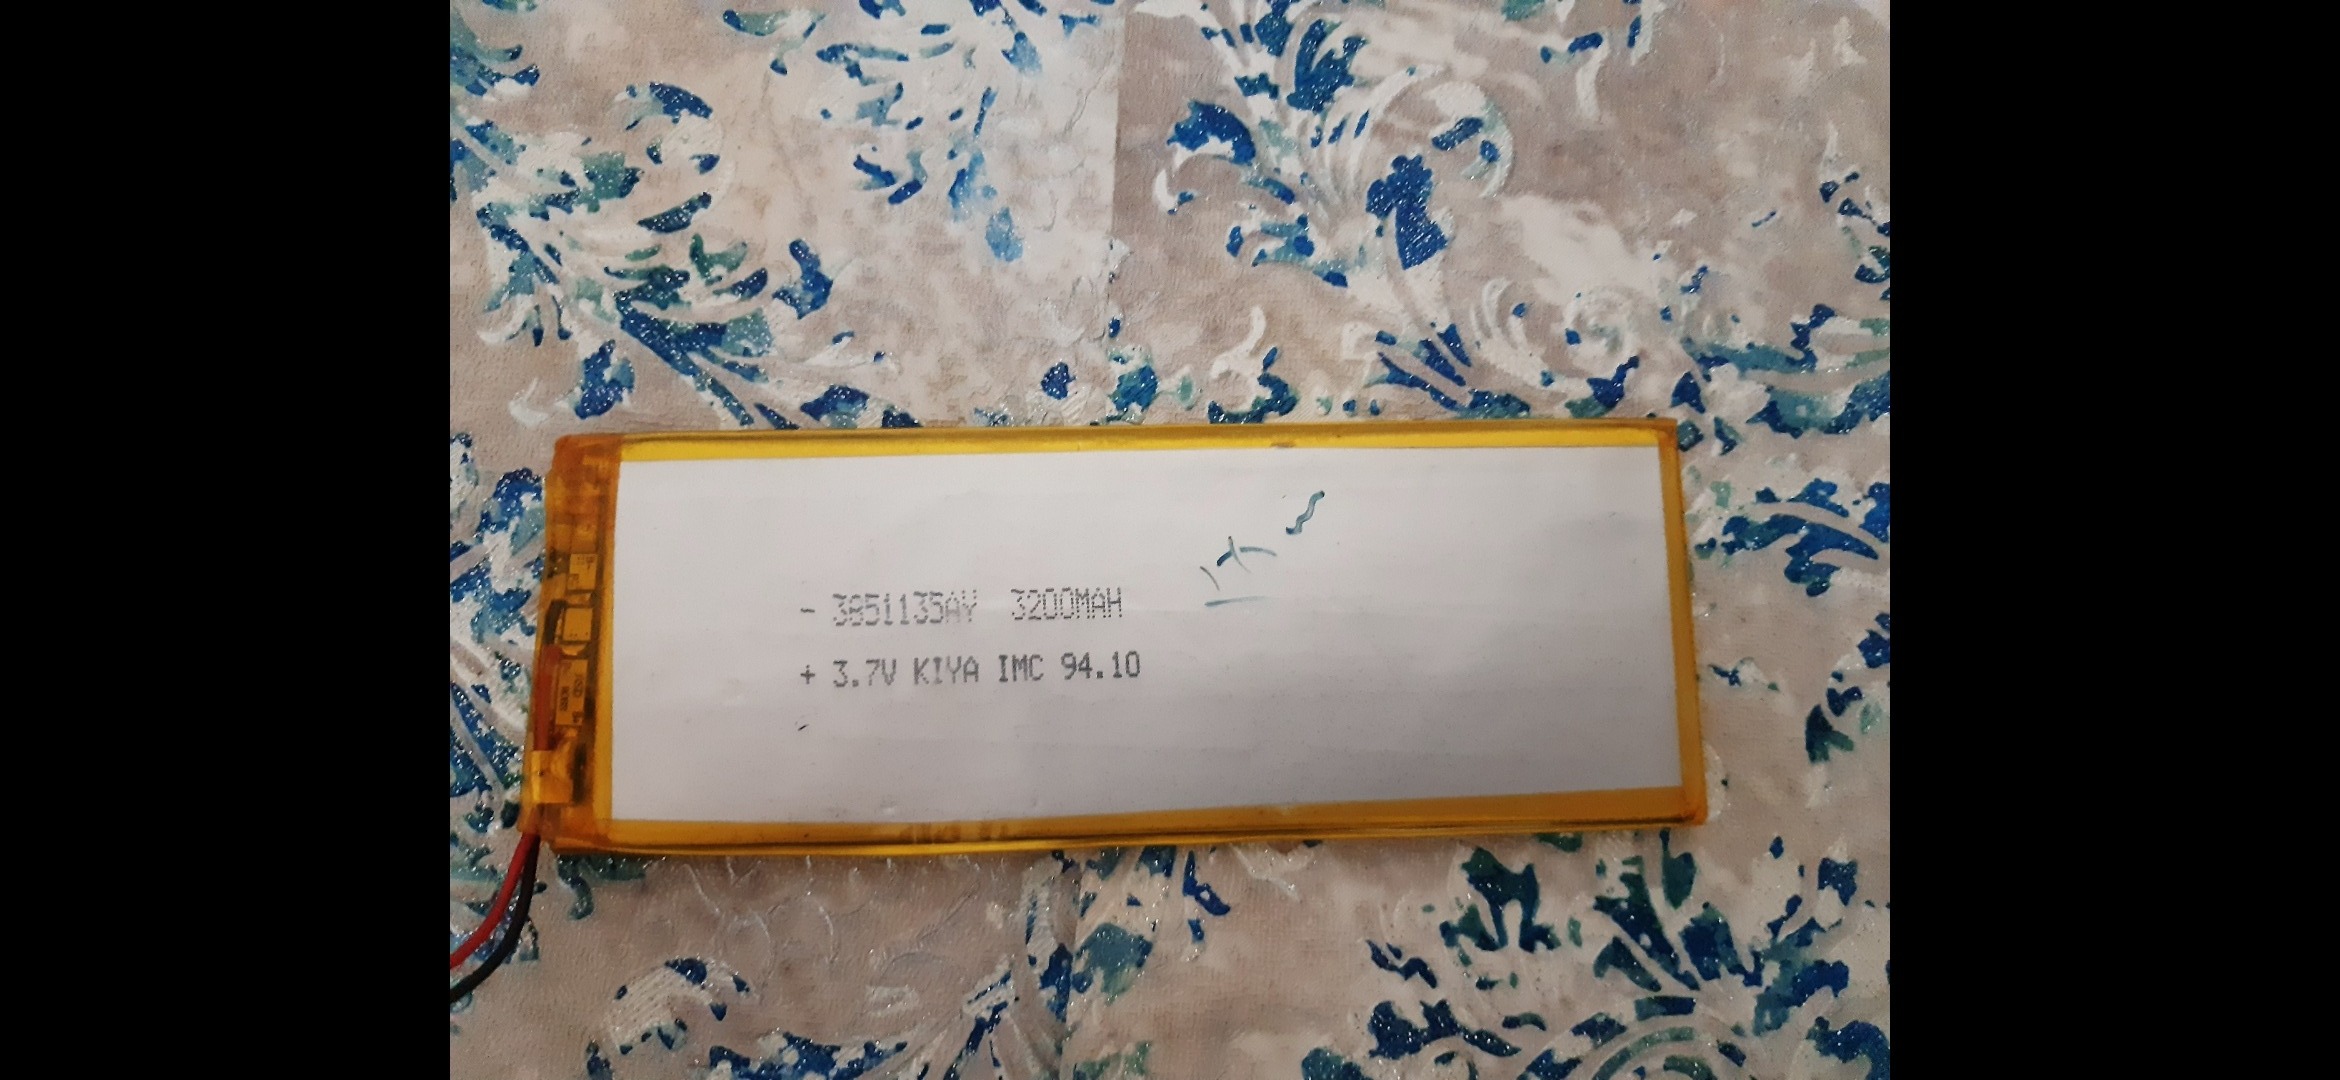 - 3851135AY 3200MAH
+ 3.7V KIYA IMC 94.10